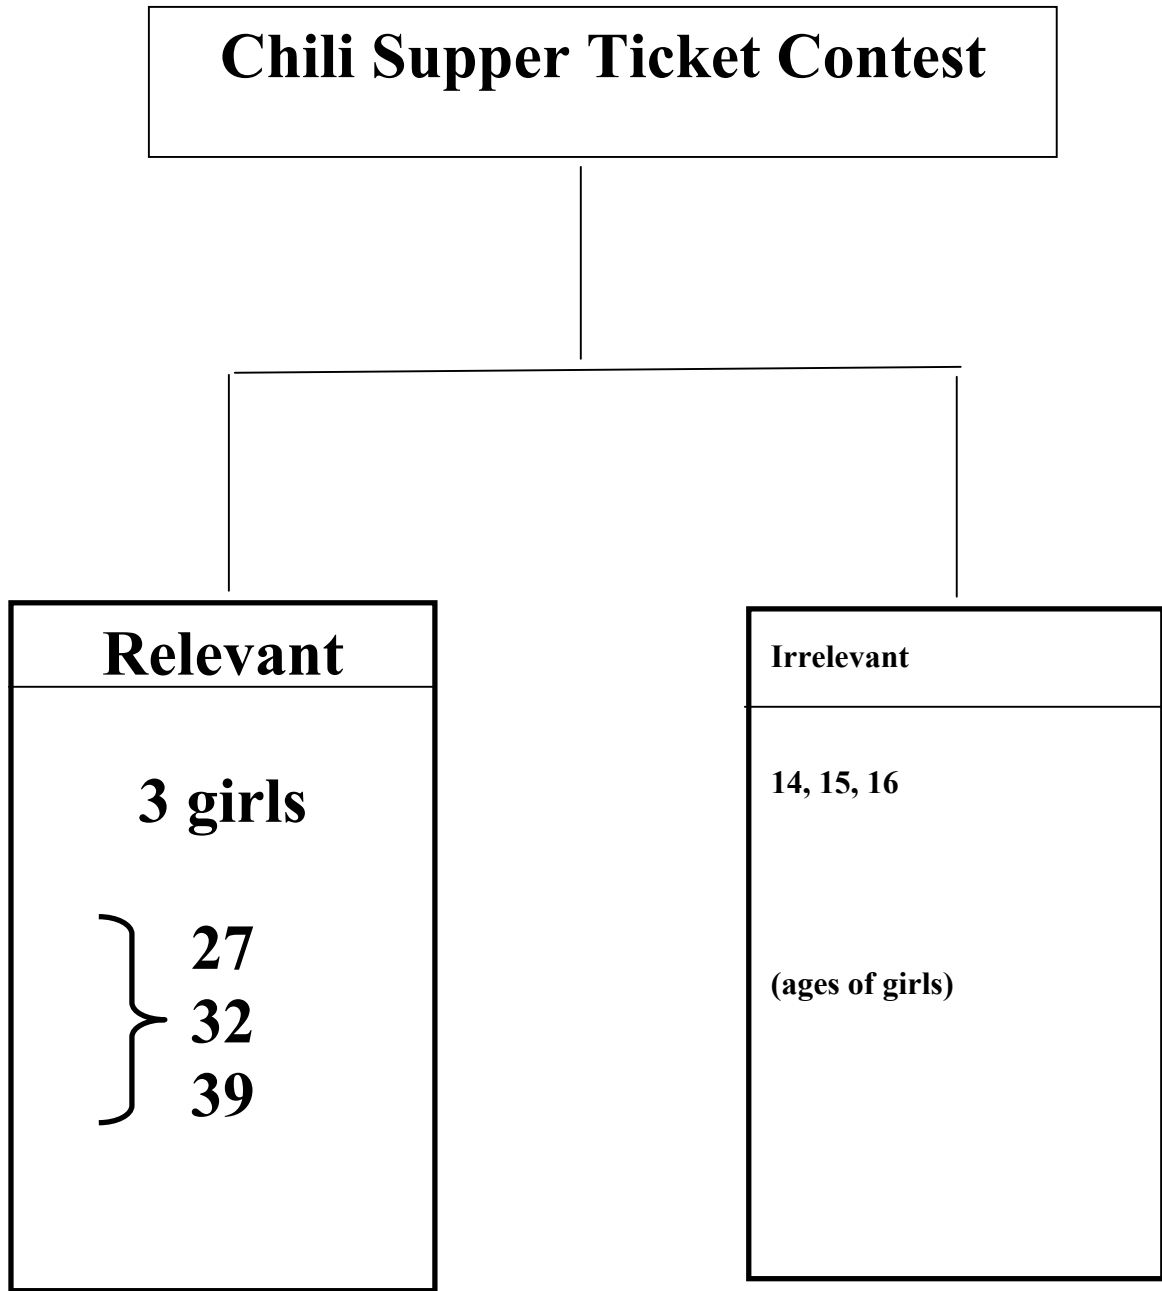 Chili Supper Ticket Contest
Relevant
3 girls
27
32
39
Irrelevant
14, 15, 16
(ages of girls)